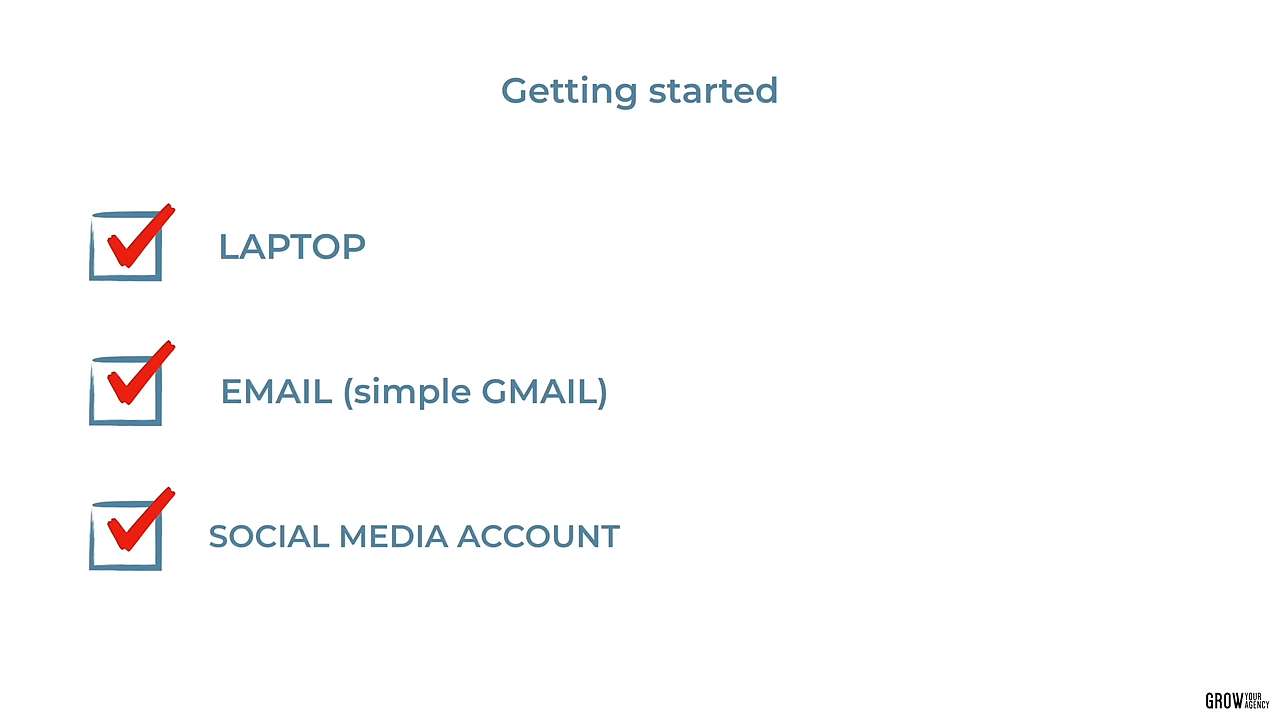 Getting started
LAPTOP
EMAIL (simple GMAIL)
SOCIAL MEDIA ACCOUNT
GROW YOUR AGENCY